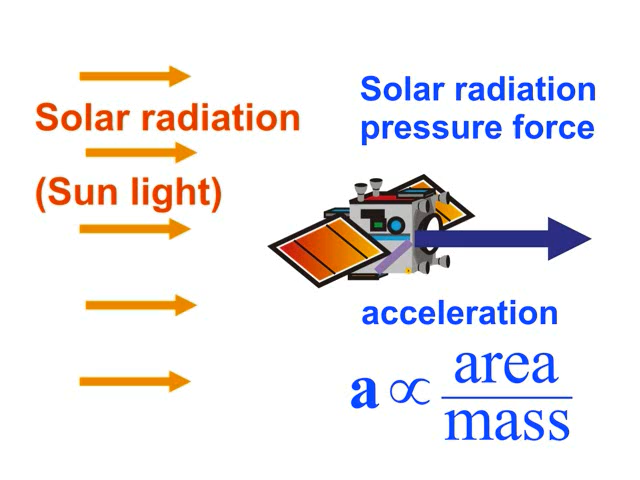 Solar radiation
(Sun light)
Solar radiation
pressure force
acceleration
a ∝ area
mass